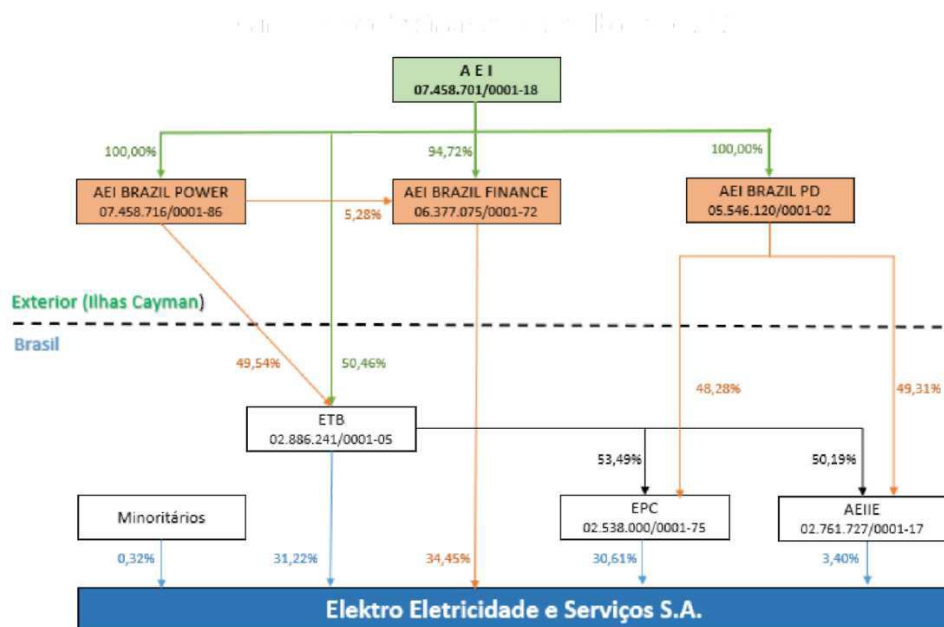 A E I
07.458.701/0001-18
100,00%
94,72%
100,00%
AEI BRAZIL POWER
07.458.716/0001-86
5,28%
AEI BRAZIL FINANCE
06.377.075/0001-72
AEI BRAZIL PD
05.546.120/0001-02
Exterior (Ilhas Cayman)
Brasil
49,54%
50,46%
48,28%
49,31%
ETB
02.886.241/0001-05
53,49%
50,19%
Minoritários
EPC
02.538.000/0001-75
AEIIE
02.761.727/0001-17
0,32%
31,22%
34,45%
30,61%
3,40%
Elektro Eletricidade e Serviços S.A.